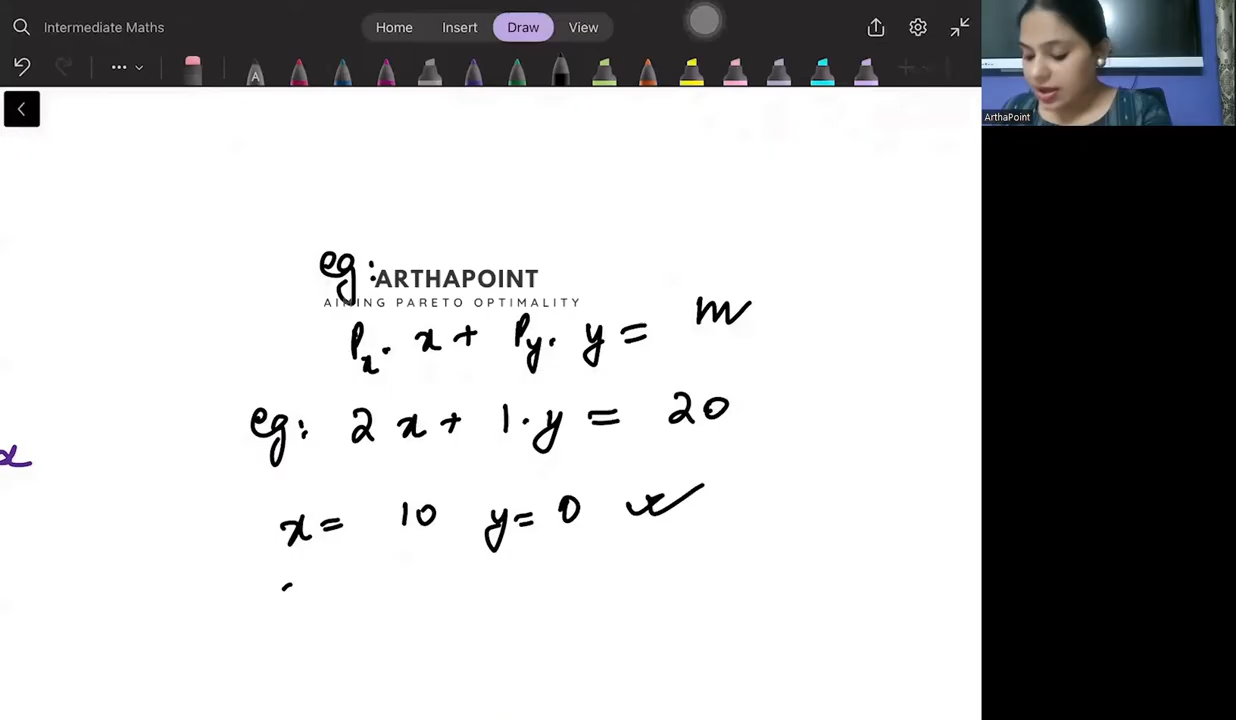 Intermediate Maths
Home Insert Draw View
A
ArthaPoint
eg:
ARTHAPOINT
AIMING PARETO OPTIMALITY
Px. x + Py. y = m
eg: 2x + 1.y = 20
x
x = 10 y = 0 ✓